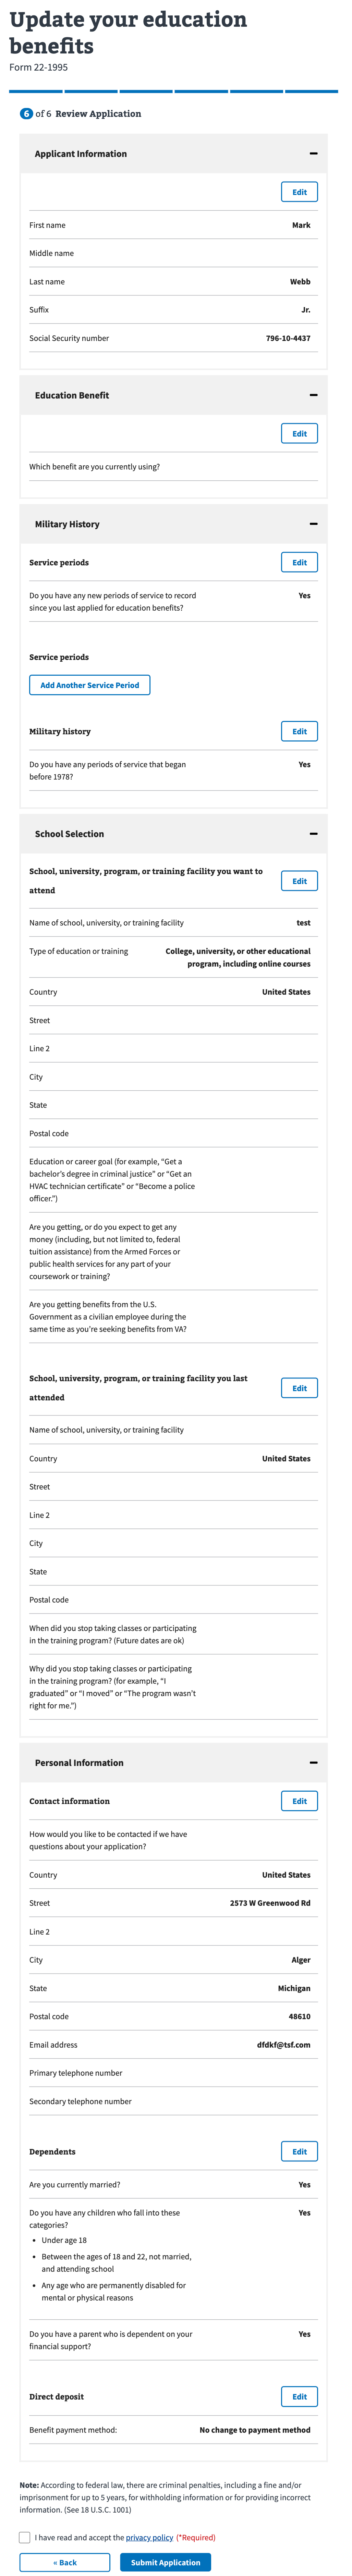 Update your education
benefits
Form 22-1995
6 of 6 Review Application
Applicant Information
Edit
First name Mark
Middle name
Last name Webb
Suffix Jr.
Social Security number 796-10-4437
Education Benefit
Edit
Which benefit are you currently using?
Military History
Service periods Edit
Do you have any new periods of service to record Yes
since you last applied for education benefits?
Service periods
Add Another Service Period
Military history Edit
Do you have any periods of service that began Yes
before 1978?
School Selection
School, university, program, or training facility you want to
attend
Edit
Name of school, university, or training facility test
Type of education or training College, university, or other educational
program, including online courses
Country United States
Street
Line 2
City
State
Postal code
Education or career goal (for example, “Get a
bachelor’s degree in criminal justice” or “Get an
HVAC technician certificate” or “Become a police
officer.”)
Are you getting, or do you expect to get any
money (including, but not limited to, federal
tuition assistance) from the Armed Forces or
public health services for any part of your
coursework or training?
Are you getting benefits from the U.S.
Government as a civilian employee during the
same time as you’re seeking benefits from VA?
School, university, program, or training facility you last
attended
Edit
Name of school, university, or training facility
Country United States
Street
Line 2
City
State
Postal code
When did you stop taking classes or participating
in the training program? (Future dates are ok)
Why did you stop taking classes or participating
in the training program? (for example, “I
graduated” or “I moved” or “The program wasn’t
right for me.”)
Personal Information
Contact information Edit
How would you like to be contacted if we have
questions about your application?
Country United States
Street 2573 W Greenwood Rd
Line 2
City Alger
State Michigan
Postal code 48610
Email address dfdkf@tsf.com
Primary telephone number
Secondary telephone number
Dependents Edit
Are you currently married? Yes
Do you have any children who fall into these Yes
categories?
• Under age 18
• Between the ages of 18 and 22, not married,
and attending school
• Any age who are permanently disabled for
mental or physical reasons
Do you have a parent who is dependent on your Yes
financial support?
Direct deposit Edit
Benefit payment method: No change to payment method
Note: According to federal law, there are criminal penalties, including a fine and/or
imprisonment for up to 5 years, for withholding information or for providing incorrect
information. (See 18 U.S.C. 1001)
I have read and accept the privacy policy (*Required)
« Back Submit Application